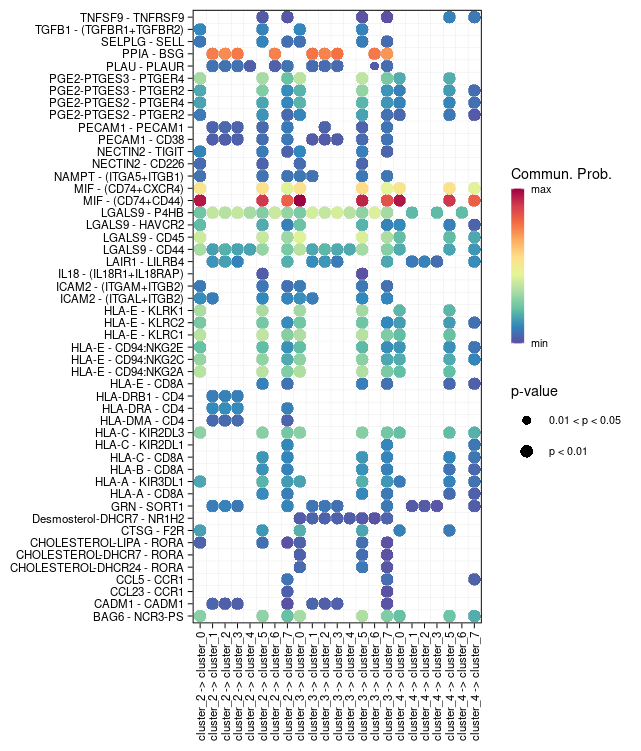 TNFSF9 - TNFRSF9
TGFB1 - (TGFBR1+TGFBR2)
SELPLG - SELL
PPIA - BSG
PLAU - PLAUR
PGE2-PTGES3 - PTGER4
PGE2-PTGES3 - PTGER2
PGE2-PTGES2 - PTGER4
PGE2-PTGES2 - PTGER2
PECAM1 - PECAM1
PECAM1 - CD38
NECTIN2 - TIGIT
NECTIN2 - CD226
NAMPT - (ITGA5+ITGB1)
MIF - (CD74+CXCR4)
MIF - (CD74+CD44)
LGALS9 - P4HB
LGALS9 - HAVCR2
LGALS9 - CD45
LGALS9 - CD44
LAIR1 - LILRB4
IL18 - (IL18R1+IL18RAP)
ICAM2 - (ITGAM+ITGB2)
ICAM2 - (ITGAL+ITGB2)
HLA-E - KLRK1
HLA-E - KLRC2
HLA-E - KLRC1
HLA-E - CD94:NKG2E
HLA-E - CD94:NKG2C
HLA-E - CD94:NKG2A
HLA-E - CD8A
HLA-DRB1 - CD4
HLA-DRA - CD4
HLA-DMA - CD4
HLA-C - KIR2DL3
HLA-C - KIR2DL1
HLA-C - CD8A
HLA-B - CD8A
HLA-A - KIR3DL1
HLA-A - CD8A
GRN - SORT1
Desmosterol-DHCR7 - NR1H2
CTSG - F2R
CHOLESTEROL-LIPA - RORA
CHOLESTEROL-DHCR7 - RORA
CHOLESTEROL-DHCR24 - RORA
CCL5 - CCR1
CCL23 - CCR1
CADM1 - CADM1
BAG6 - NCR3-PS
cluster_2 -> cluster_0
cluster_2 -> cluster_1
cluster_2 -> cluster_2
cluster_2 -> cluster_3
cluster_2 -> cluster_4
cluster_2 -> cluster_5
cluster_2 -> cluster_6
cluster_2 -> cluster_7
cluster_3 -> cluster_0
cluster_3 -> cluster_1
cluster_3 -> cluster_2
cluster_3 -> cluster_3
cluster_3 -> cluster_4
cluster_3 -> cluster_5
cluster_3 -> cluster_6
cluster_3 -> cluster_7
cluster_4 -> cluster_0
cluster_4 -> cluster_1
cluster_4 -> cluster_2
cluster_4 -> cluster_3
cluster_4 -> cluster_5
cluster_4 -> cluster_6
cluster_4 -> cluster_7
Commun. Prob.
max
min
p-value
0.01 < p < 0.05
p < 0.01